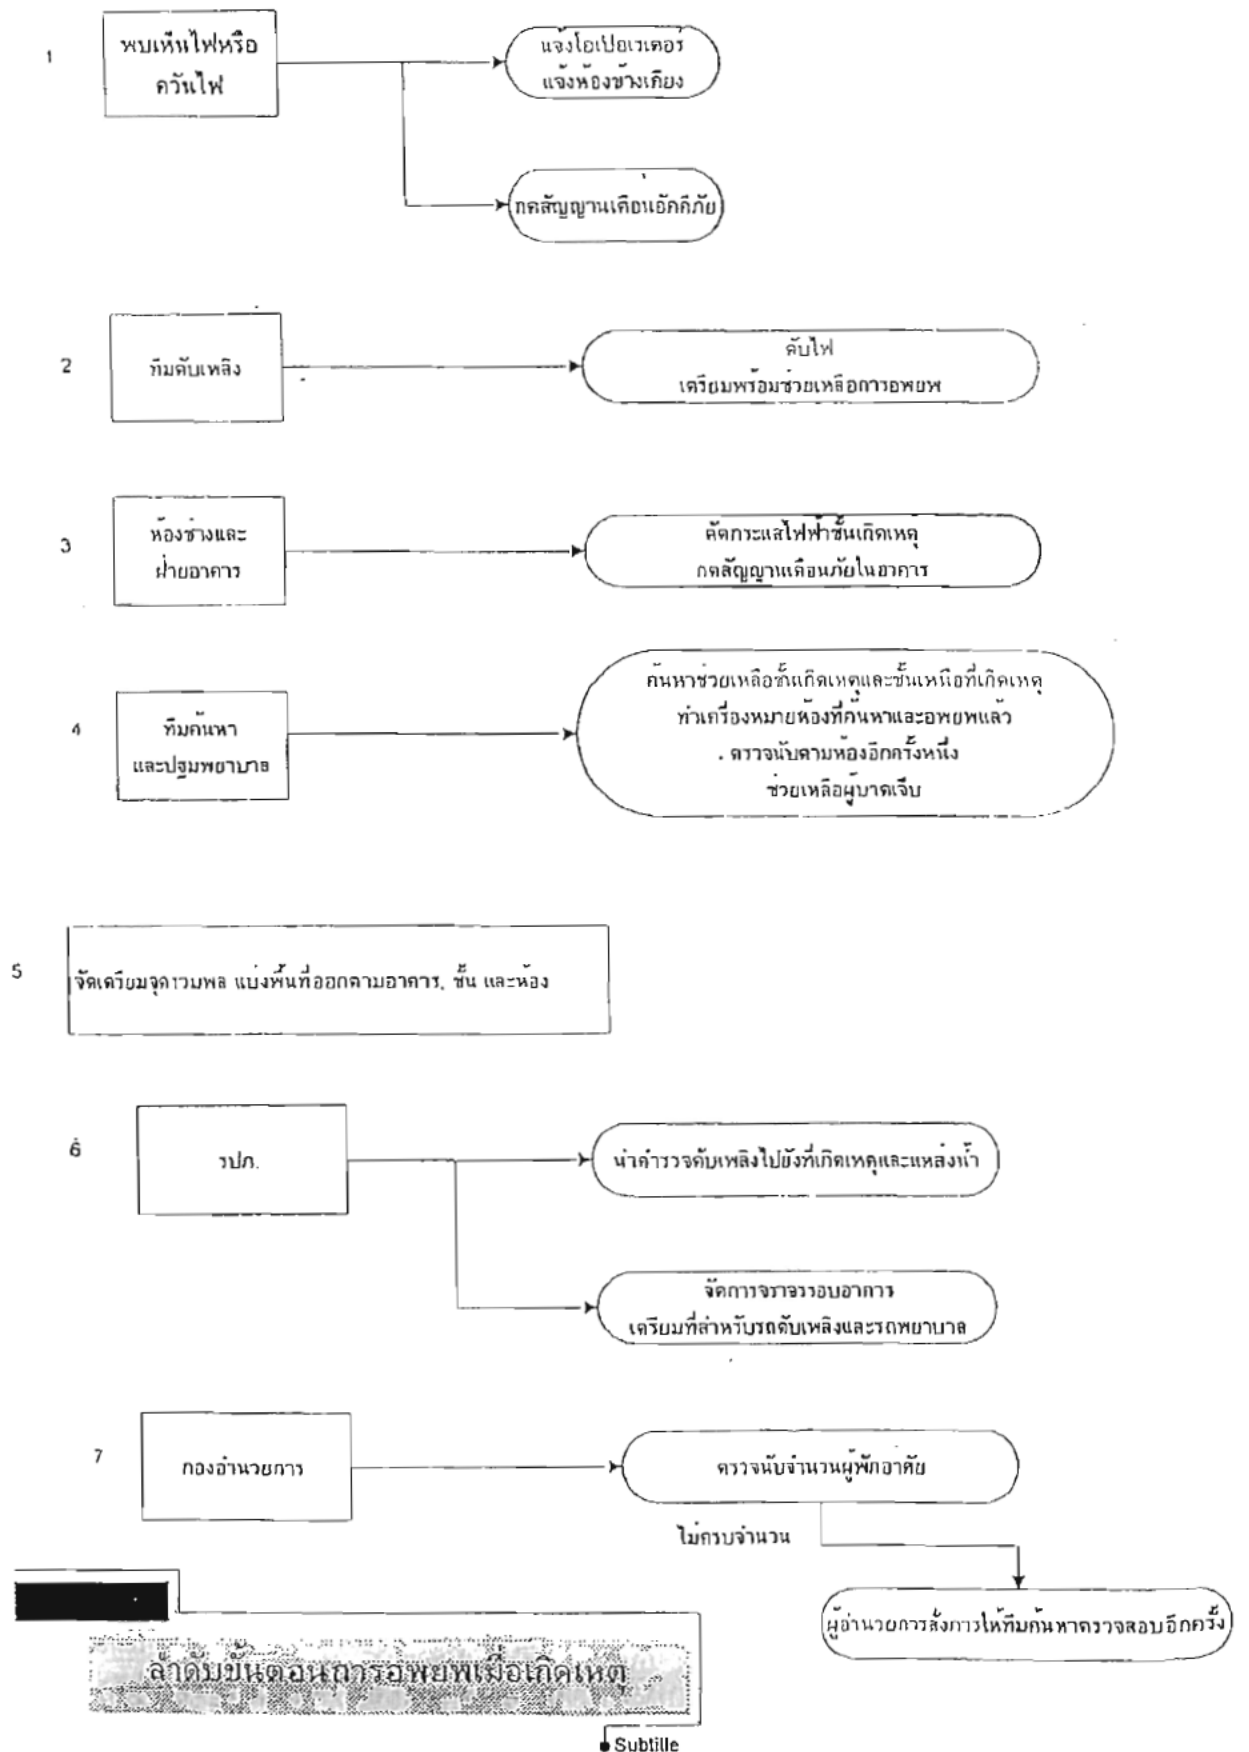 1
พบเห็นไฟหรือ
ควันไฟ
แจ้งโอเปอเรเตอร์
แจ้งห้องข้างเคียง
กดสัญญานเตือนอัคคีภัย
2
ทีมดับเพลิง
ดับไฟ
เตรียมพร้อมช่วยเหลือการอพยพ
3
ห้องช่างและ
ฝ่ายอาคาร
ตัดกระแสไฟฟ้าชั้นเกิดเหตุ
กดสัญญานเตือนภัยในอาคาร
4
ทีมค้นหา
และปฐมพยาบาล
ค้นหาช่วยเหลือชั้นเกิดเหตุและชั้นเหนือที่เกิดเหตุ
ทำเครื่องหมายห้องที่ค้นหาและอพยพแล้ว
ตรวจนับตามห้องอีกครั้งหนึ่ง
ช่วยเหลือผู้บาดเจ็บ
5
จัดเตรียมจุดรวมพล แบ่งพื้นที่ออกตามอาคาร, ชั้น และห้อง
6
รปภ.
นำตำรวจดับเพลิงไปยังที่เกิดเหตุและแหล่งน้ำ
จัดการจราจรรอบอาคาร
เตรียมที่สำหรับรถดับเพลิงและรถพยาบาล
7
กองอำนวยการ
ตรวจนับจำนวนผู้พักอาศัย
ไม่ครบจำนวน
ผู้อำนวยการสั่งการให้ทีมค้นหาตรวจสอบอีกครั้ง
ลำดับขั้นตอนการอพยพเมื่อเกิดเหตุ
Subtille